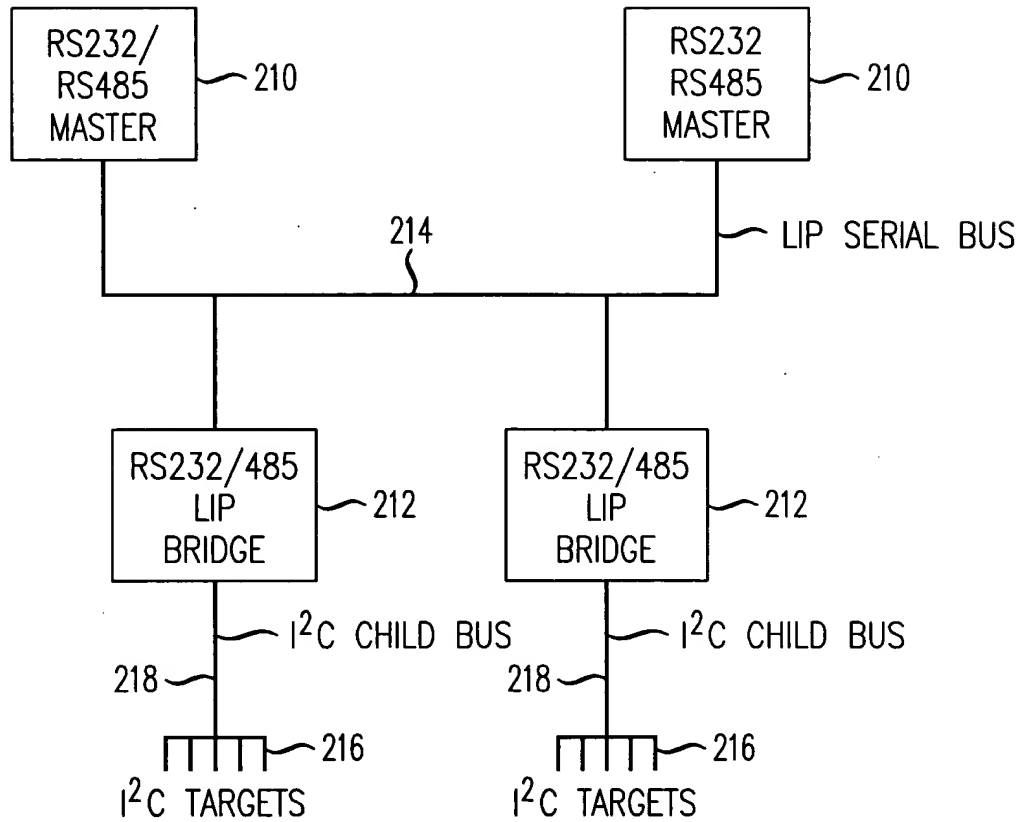 RS232/
RS485
MASTER
210
RS232
RS485
MASTER
210
214
LIP SERIAL BUS
RS232/485
LIP
BRIDGE
212
RS232/485
LIP
BRIDGE
212
I²C CHILD BUS
218
216
I²C TARGETS
I²C CHILD BUS
218
216
I²C TARGETS